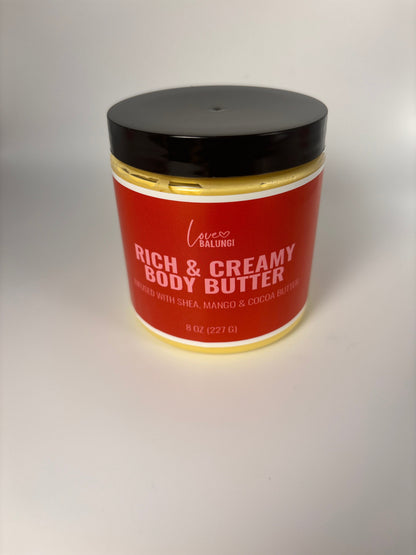 Love
BALUNGI
RICH & CREAMY
BODY BUTTER
INFUSED WITH SHEA, MANGO & COCOA BUTTER
8 OZ (227 G)